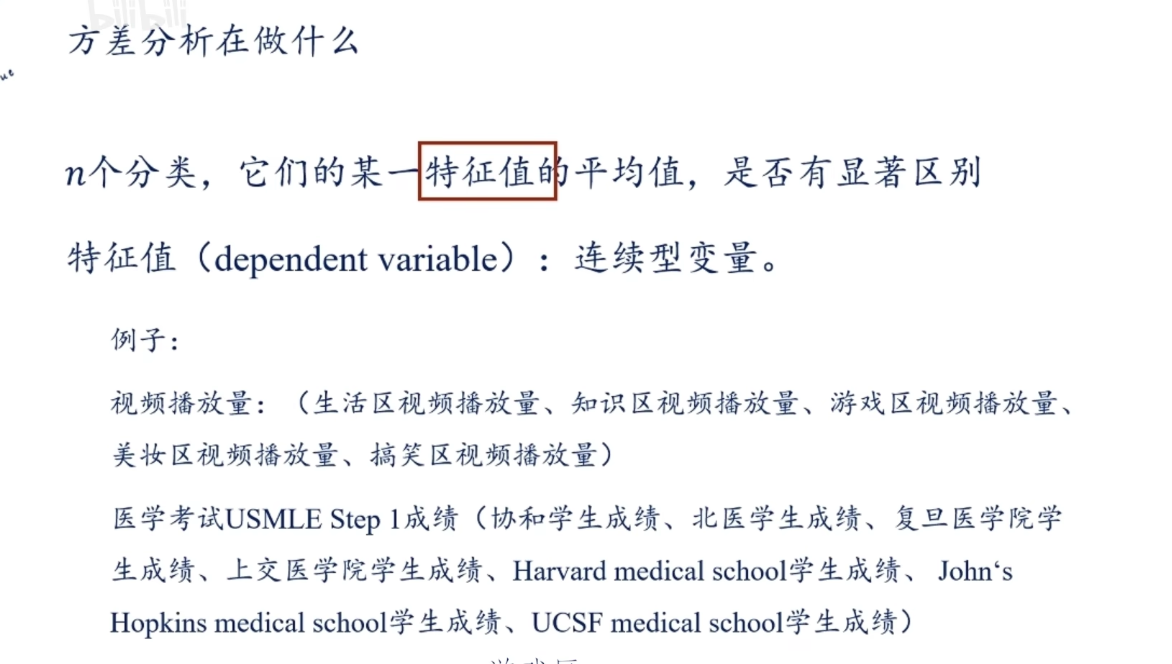 bilibili
方差分析在做什么
ue
n个分类，它们的某一特征值的平均值，是否有显著区别
特征值（dependent variable）：连续型变量。
例子：
视频播放量：（生活区视频播放量、知识区视频播放量、游戏区视频播放量、
美妆区视频播放量、搞笑区视频播放量）
医学考试USMLE Step 1成绩（协和学生成绩、北医学生成绩、复旦医学院学
生成绩、上交医学院学生成绩、Harvard medical school学生成绩、 John‘s
Hopkins medical school学生成绩、UCSF medical school学生成绩）